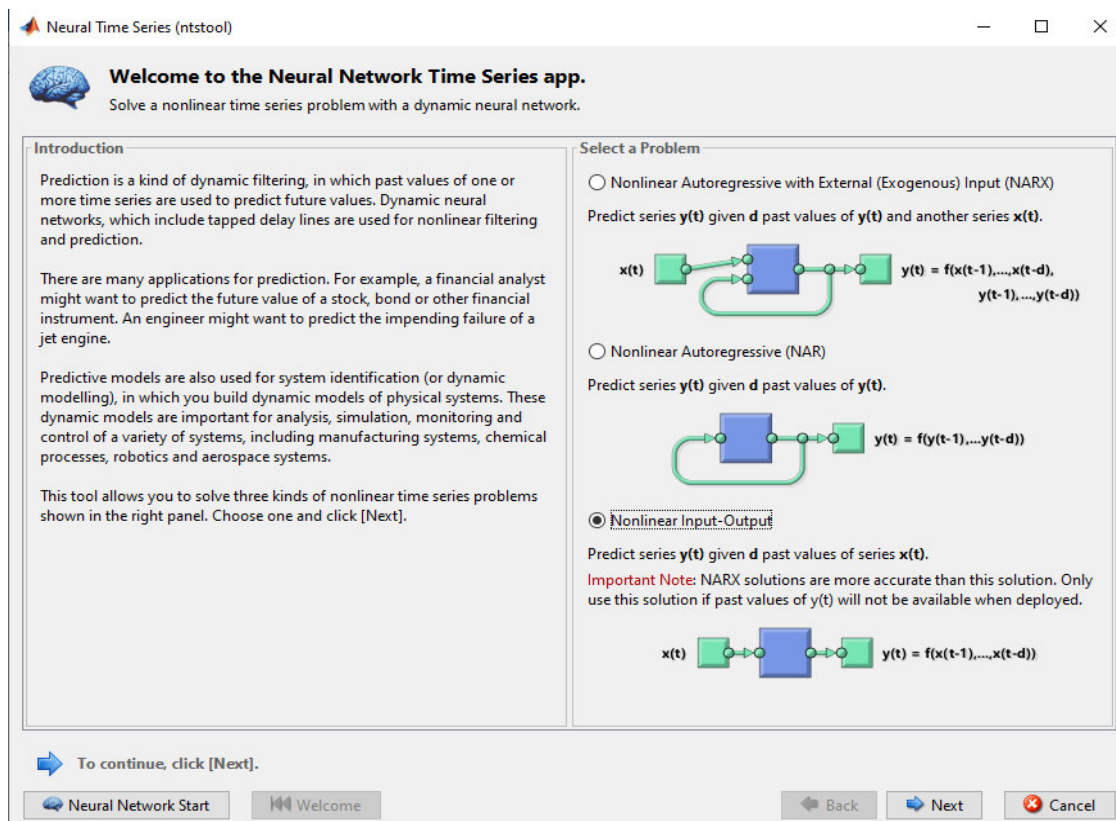 Neural Time Series (ntstool)
Welcome to the Neural Network Time Series app.
Solve a nonlinear time series problem with a dynamic neural network.
Introduction
Prediction is a kind of dynamic filtering, in which past values of one or
more time series are used to predict future values. Dynamic neural
networks, which include tapped delay lines are used for nonlinear filtering
and prediction.
There are many applications for prediction. For example, a financial analyst
might want to predict the future value of a stock, bond or other financial
instrument. An engineer might want to predict the impending failure of a
jet engine.
Predictive models are also used for system identification (or dynamic
modelling), in which you build dynamic models of physical systems. These
dynamic models are important for analysis, simulation, monitoring and
control of a variety of systems, including manufacturing systems, chemical
processes, robotics and aerospace systems.
This tool allows you to solve three kinds of nonlinear time series problems
shown in the right panel. Choose one and click [Next].
Select a Problem
Nonlinear Autoregressive with External (Exogenous) Input (NARX)
Predict series y(t) given d past values of y(t) and another series x(t).
x(t)
y(t) = f(x(t-1),...,x(t-d),
y(t-1),...,y(t-d))
Nonlinear Autoregressive (NAR)
Predict series y(t) given d past values of y(t).
y(t) = f(y(t-1),...y(t-d))
Nonlinear Input-Output
Predict series y(t) given d past values of series x(t).
Important Note: NARX solutions are more accurate than this solution. Only
use this solution if past values of y(t) will not be available when deployed.
x(t)
y(t) = f(x(t-1),...,x(t-d))
To continue, click [Next].
Neural Network Start
Welcome
Back
Next
Cancel